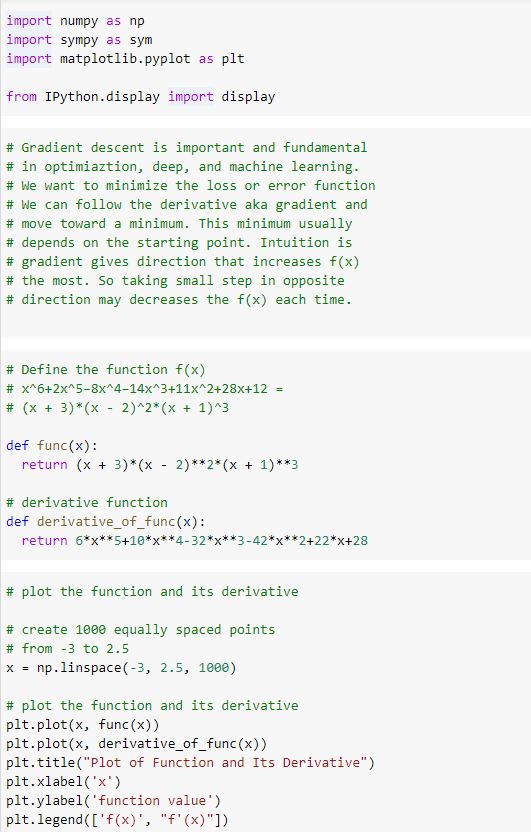 import numpy as np
import sympy as sym
import matplotlib.pyplot as plt
from IPython.display import display
# Gradient descent is important and fundamental
# in optimiaztion, deep, and machine learning.
# We want to minimize the loss or error function
# We can follow the derivative aka gradient and
# move toward a minimum. This minimum usually
# depends on the starting point. Intuition is
# gradient gives direction that increases f(x)
# the most. So taking small step in opposite
# direction may decreases the f(x) each time.
# Define the function f(x)
# x^6+2x^5-8x^4-14x^3+11x^2+28x+12 =
# (x + 3)*(x - 2)^2*(x + 1)^3
def func(x):
  return (x + 3)*(x - 2)**2*(x + 1)**3
# derivative function
def derivative_of_func(x):
  return 6*x**5+10*x**4-32*x**3-42*x**2+22*x+28
# plot the function and its derivative
# create 1000 equally spaced points
# from -3 to 2.5
x = np.linspace(-3, 2.5, 1000)
# plot the function and its derivative
plt.plot(x, func(x))
plt.plot(x, derivative_of_func(x))
plt.title("Plot of Function and Its Derivative")
plt.xlabel('x')
plt.ylabel('function value')
plt.legend(['f(x)', "f'(x)"])